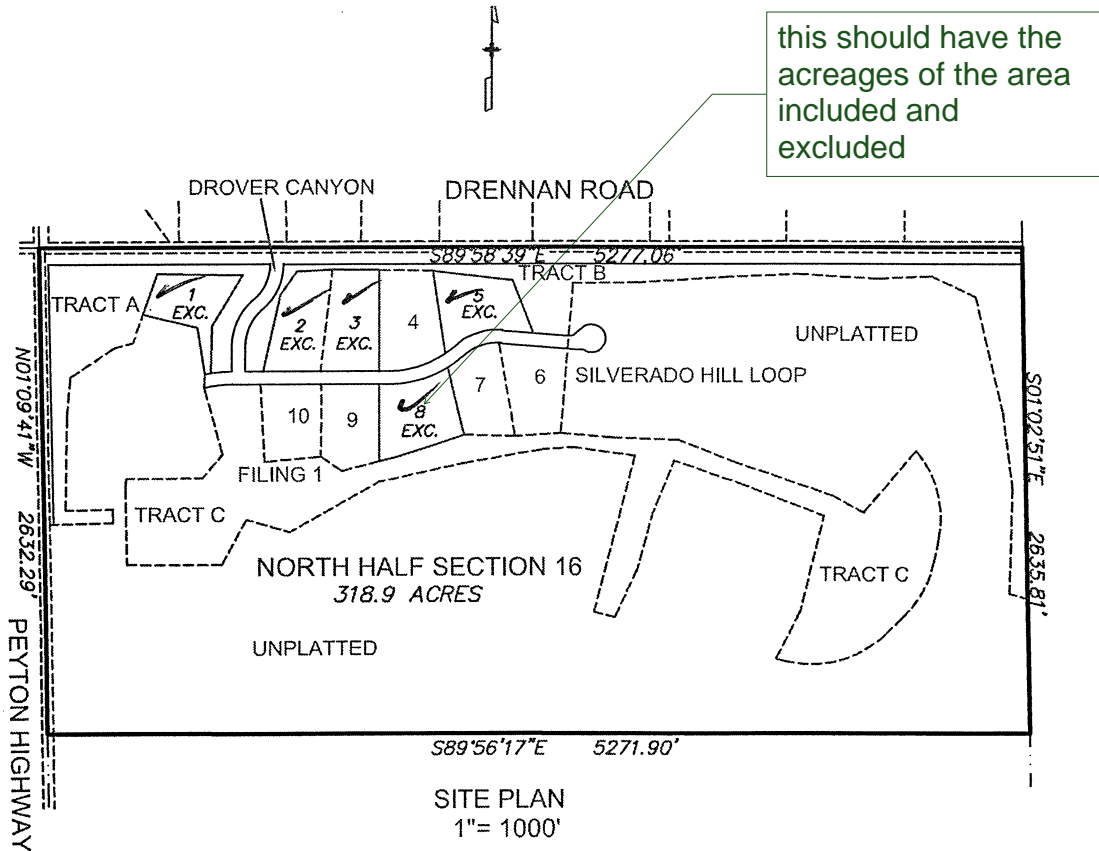 this should have the
acreages of the area
included and
excluded
DROVER CANYON
DRENNAN ROAD
S89°58'39"E 5277.06'
TRACT B
TRACT A
1
EXC.
2
EXC.
3
EXC.
4
5
EXC.
UNPLATTED
SILVERADO HILL LOOP
6
7
8
EXC.
9
10
N01°09'41"W 2632.29'
S01°02'51"E 2635.81'
FILING 1
TRACT C
NORTH HALF SECTION 16
318.9 ACRES
TRACT C
UNPLATTED
PEYTON HIGHWAY
S89°56'17"E 5271.90'
SITE PLAN
1"= 1000'